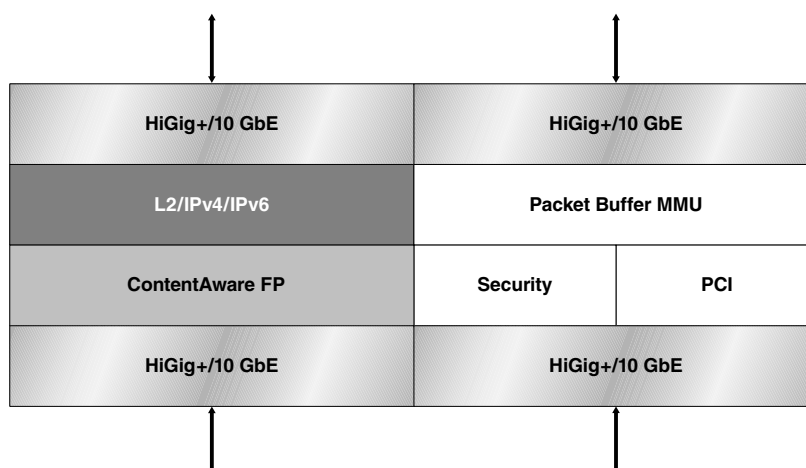 HiGig+/10 GbE
HiGig+/10 GbE
L2/IPv4/IPv6
Packet Buffer MMU
ContentAware FP
Security
PCI
HiGig+/10 GbE
HiGig+/10 GbE